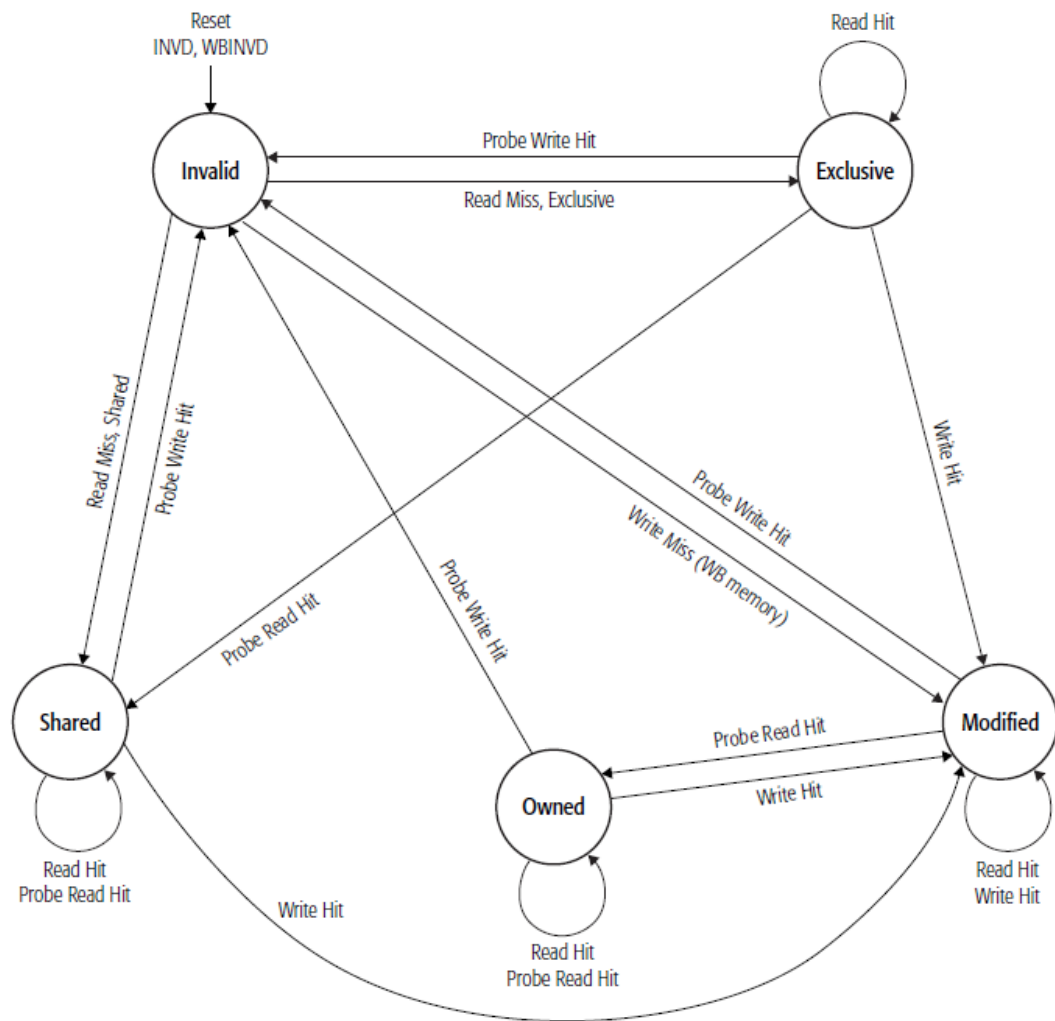 Reset
INVD, WBINVD
Read Hit
Invalid
Probe Write Hit
Exclusive
Read Miss, Exclusive
Read Miss, Shared
Probe Write Hit
Write Hit
Probe Write Hit
Write Miss (WB memory)
Probe Write Hit
Probe Read Hit
Shared
Modified
Probe Read Hit
Write Hit
Owned
Read Hit
Probe Read Hit
Read Hit
Write Hit
Write Hit
Read Hit
Probe Read Hit